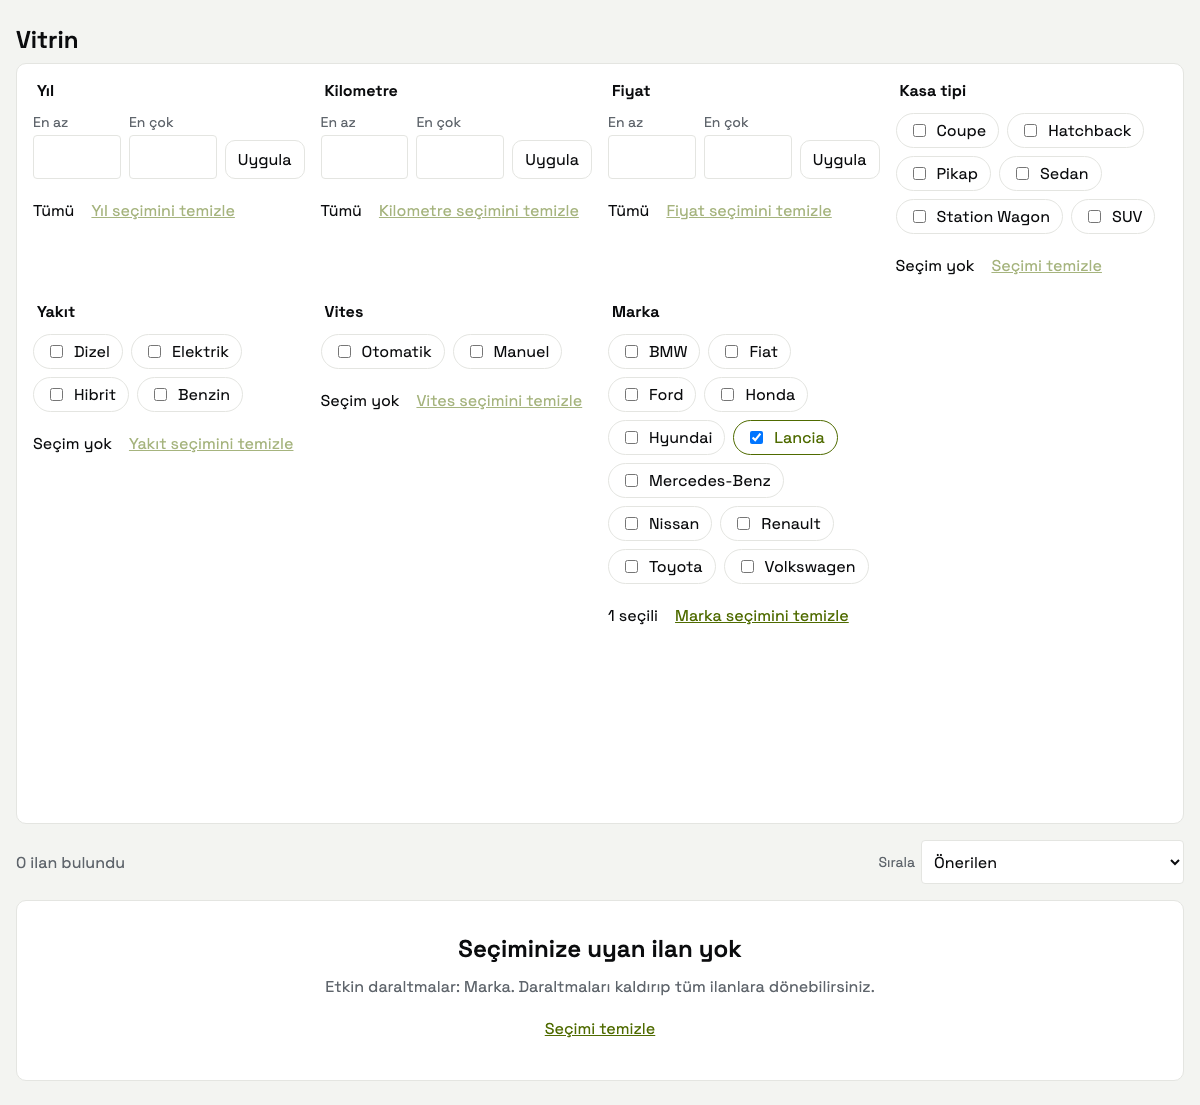 Vitrin
Yıl
En az
En çok
Uygula
Tümü Yıl seçimini temizle
Kilometre
En az
En çok
Uygula
Tümü Kilometre seçimini temizle
Fiyat
En az
En çok
Uygula
Tümü Fiyat seçimini temizle
Kasa tipi
Coupe Hatchback
Pikap Sedan
Station Wagon SUV
Seçim yok Seçimi temizle
Yakıt
Dizel Elektrik
Hibrit Benzin
Seçim yok Yakıt seçimini temizle
Vites
Otomatik Manuel
Seçim yok Vites seçimini temizle
Marka
BMW Fiat
Ford Honda
Hyundai Lancia
Mercedes-Benz
Nissan Renault
Toyota Volkswagen
1 seçili Marka seçimini temizle
0 ilan bulundu
Sırala Önerilen
Seçiminize uyan ilan yok
Etkin daraltmalar: Marka. Daraltmaları kaldırıp tüm ilanlara dönebilirsiniz.
Seçimi temizle